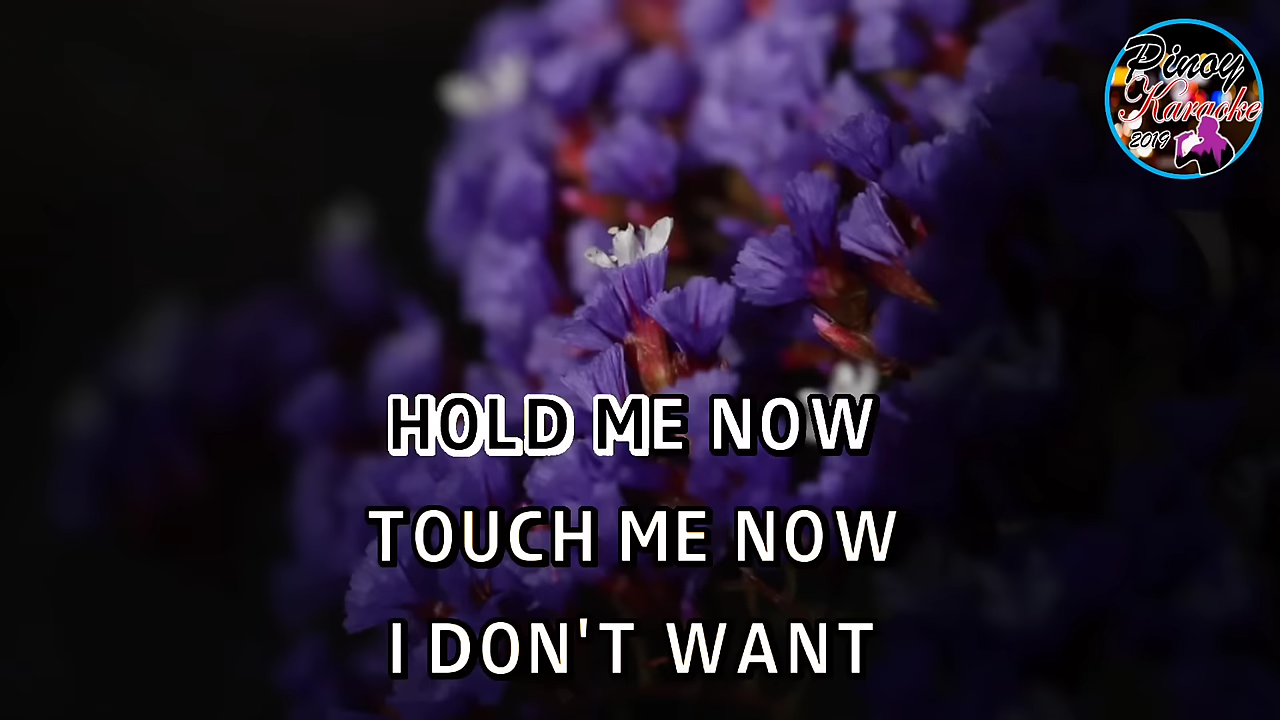 Pinoy
Karaoke
2019
HOLD ME NOW
TOUCH ME NOW
I DON'T WANT